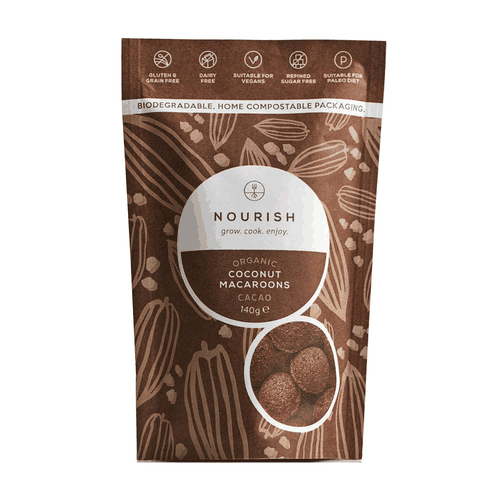 GLUTEN &
GRAIN FREE
DAIRY
FREE
SUITABLE FOR
VEGANS
REFINED
SUGAR FREE
P
SUITABLE FOR
PALEO DIET
BIODEGRADABLE, HOME COMPOSTABLE PACKAGING.
NOURISH
grow. cook. enjoy.
ORGANIC
COCONUT
MACAROONS
CACAO
140g ℮